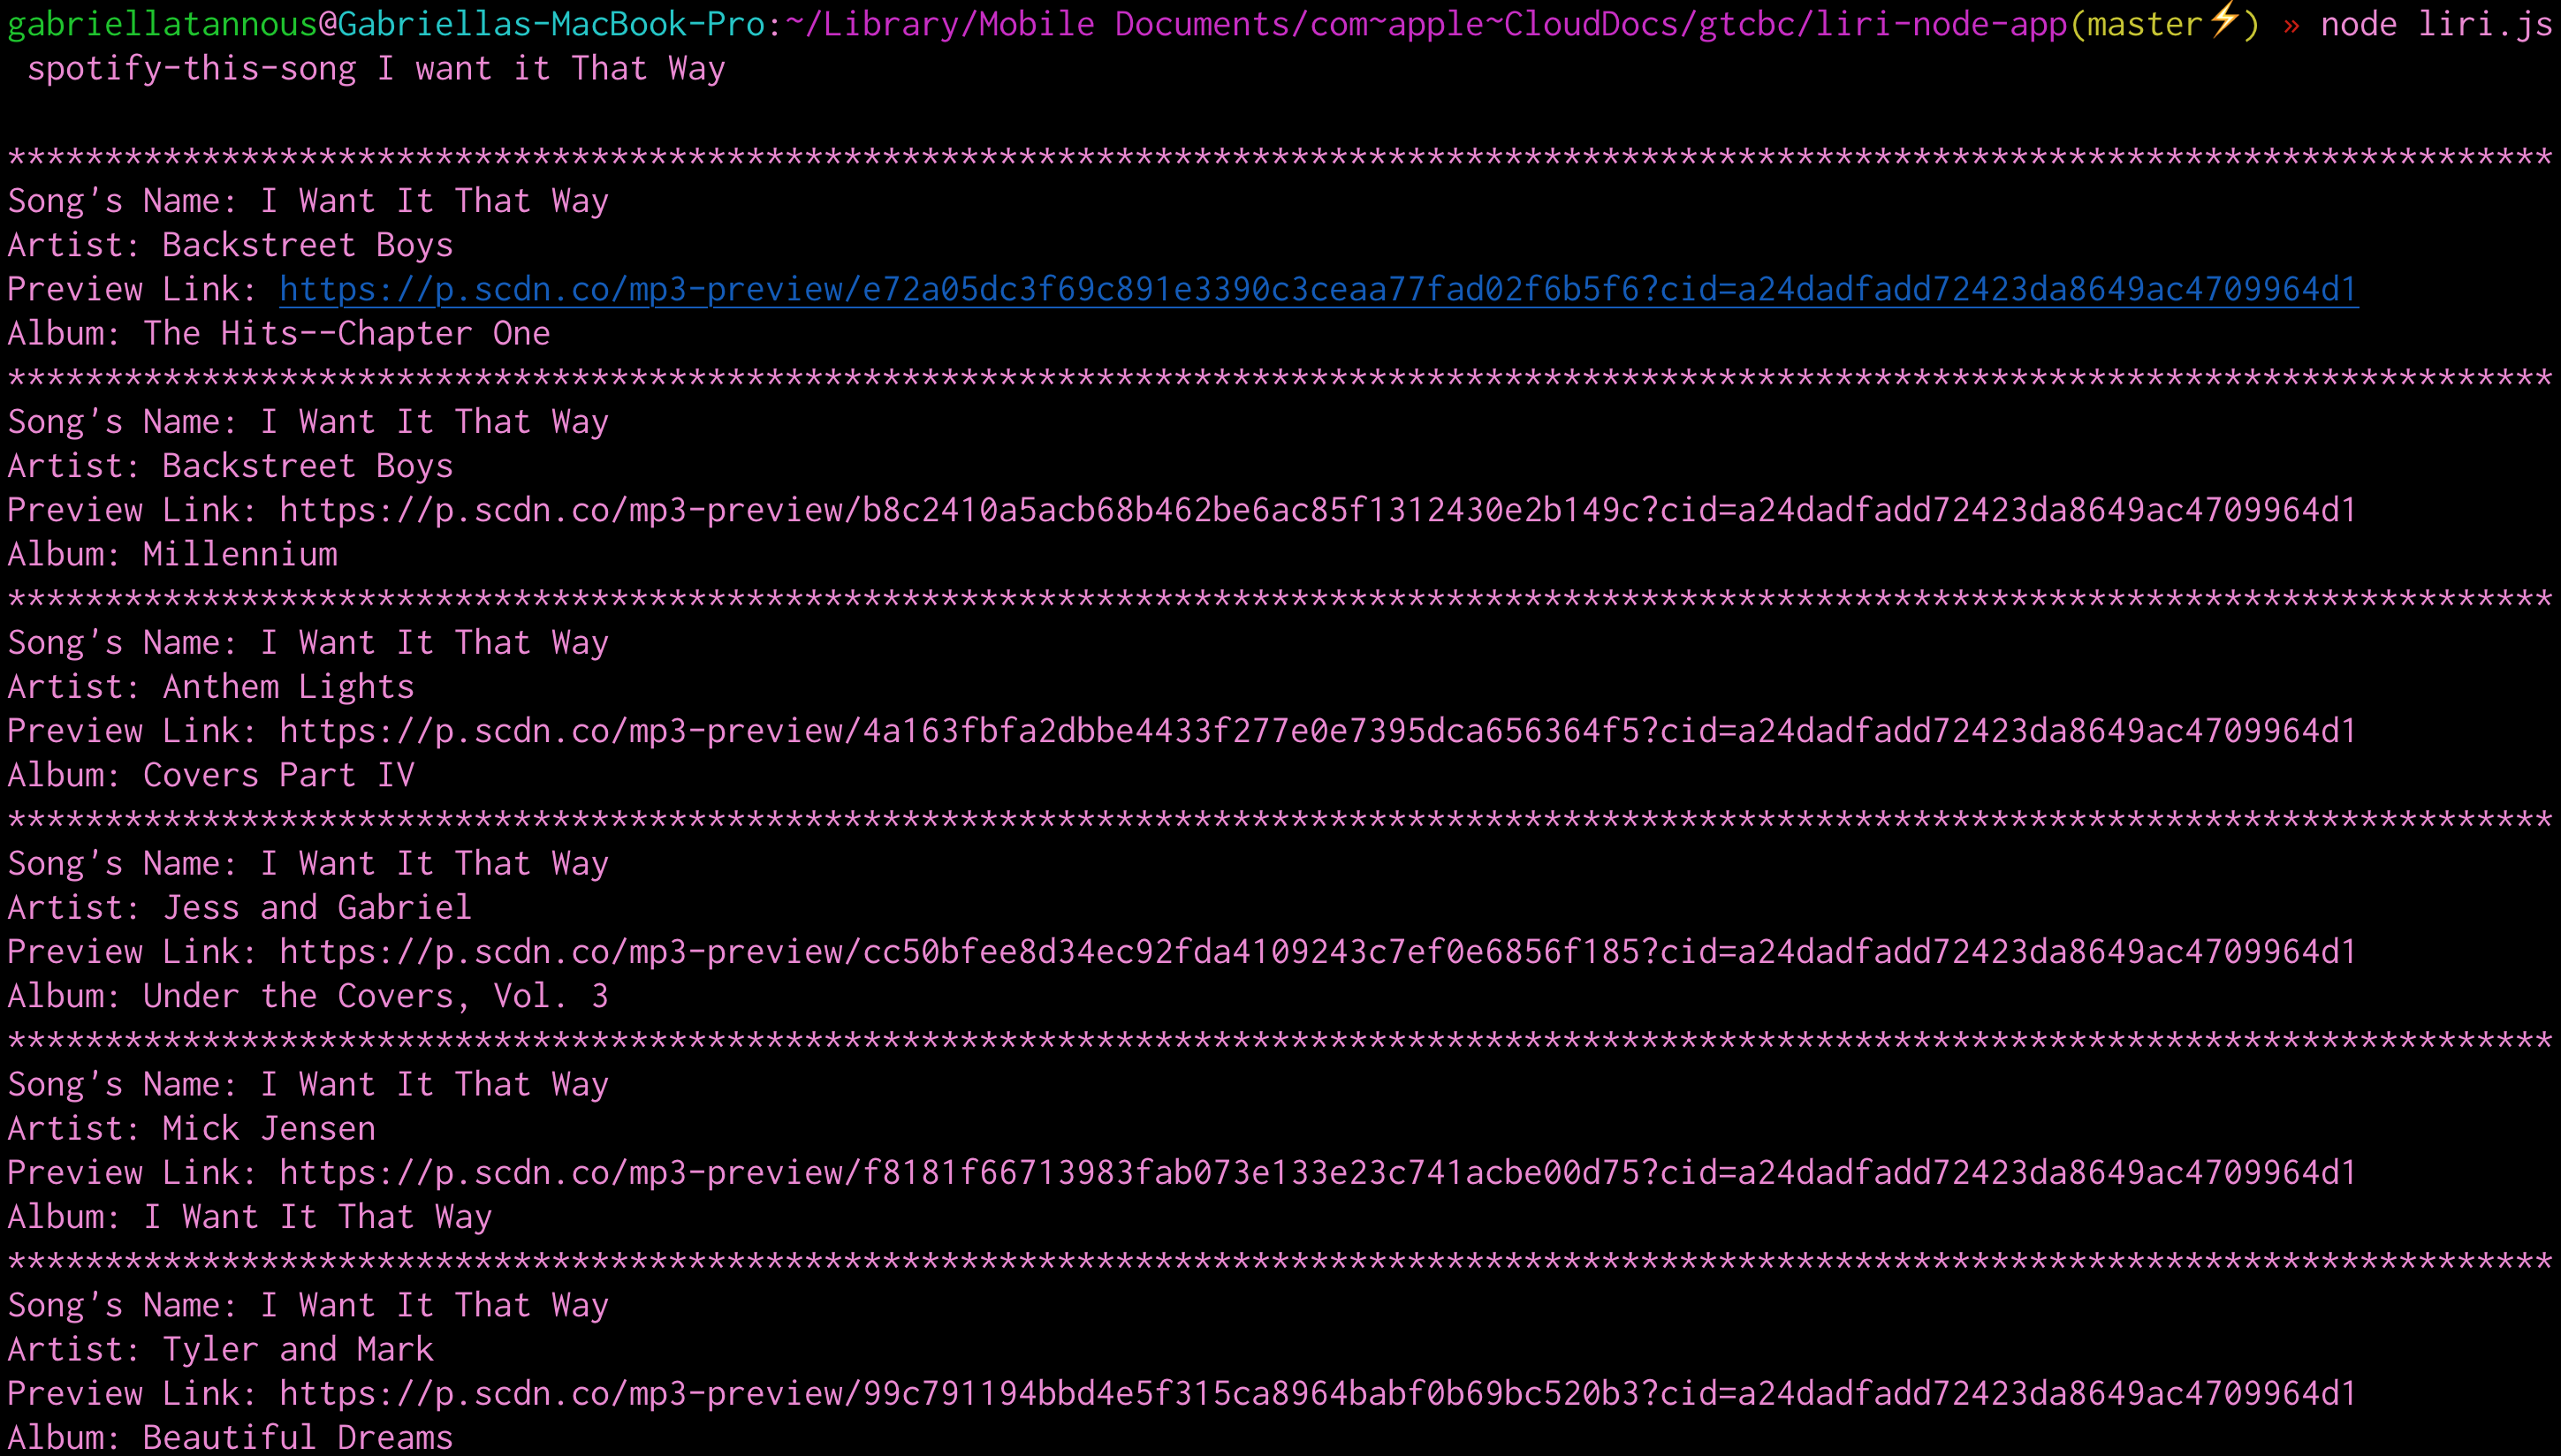 gabriellatannous@Gabriellas-MacBook-Pro:~/Library/Mobile Documents/com~apple~CloudDocs/gtcbc/liri-node-app(master⚡) » node liri.js
 spotify-this-song I want it That Way

***********************************************************************************************************************************
Song's Name: I Want It That Way
Artist: Backstreet Boys
Preview Link: https://p.scdn.co/mp3-preview/e72a05dc3f69c891e3390c3ceaa77fad02f6b5f6?cid=a24dadfadd72423da8649ac4709964d1
Album: The Hits--Chapter One
***********************************************************************************************************************************
Song's Name: I Want It That Way
Artist: Backstreet Boys
Preview Link: https://p.scdn.co/mp3-preview/b8c2410a5acb68b462be6ac85f1312430e2b149c?cid=a24dadfadd72423da8649ac4709964d1
Album: Millennium
***********************************************************************************************************************************
Song's Name: I Want It That Way
Artist: Anthem Lights
Preview Link: https://p.scdn.co/mp3-preview/4a163fbfa2dbbe4433f277e0e7395dca656364f5?cid=a24dadfadd72423da8649ac4709964d1
Album: Covers Part IV
***********************************************************************************************************************************
Song's Name: I Want It That Way
Artist: Jess and Gabriel
Preview Link: https://p.scdn.co/mp3-preview/cc50bfee8d34ec92fda4109243c7ef0e6856f185?cid=a24dadfadd72423da8649ac4709964d1
Album: Under the Covers, Vol. 3
***********************************************************************************************************************************
Song's Name: I Want It That Way
Artist: Mick Jensen
Preview Link: https://p.scdn.co/mp3-preview/f8181f66713983fab073e133e23c741acbe00d75?cid=a24dadfadd72423da8649ac4709964d1
Album: I Want It That Way
***********************************************************************************************************************************
Song's Name: I Want It That Way
Artist: Tyler and Mark
Preview Link: https://p.scdn.co/mp3-preview/99c791194bbd4e5f315ca8964babf0b69bc520b3?cid=a24dadfadd72423da8649ac4709964d1
Album: Beautiful Dreams